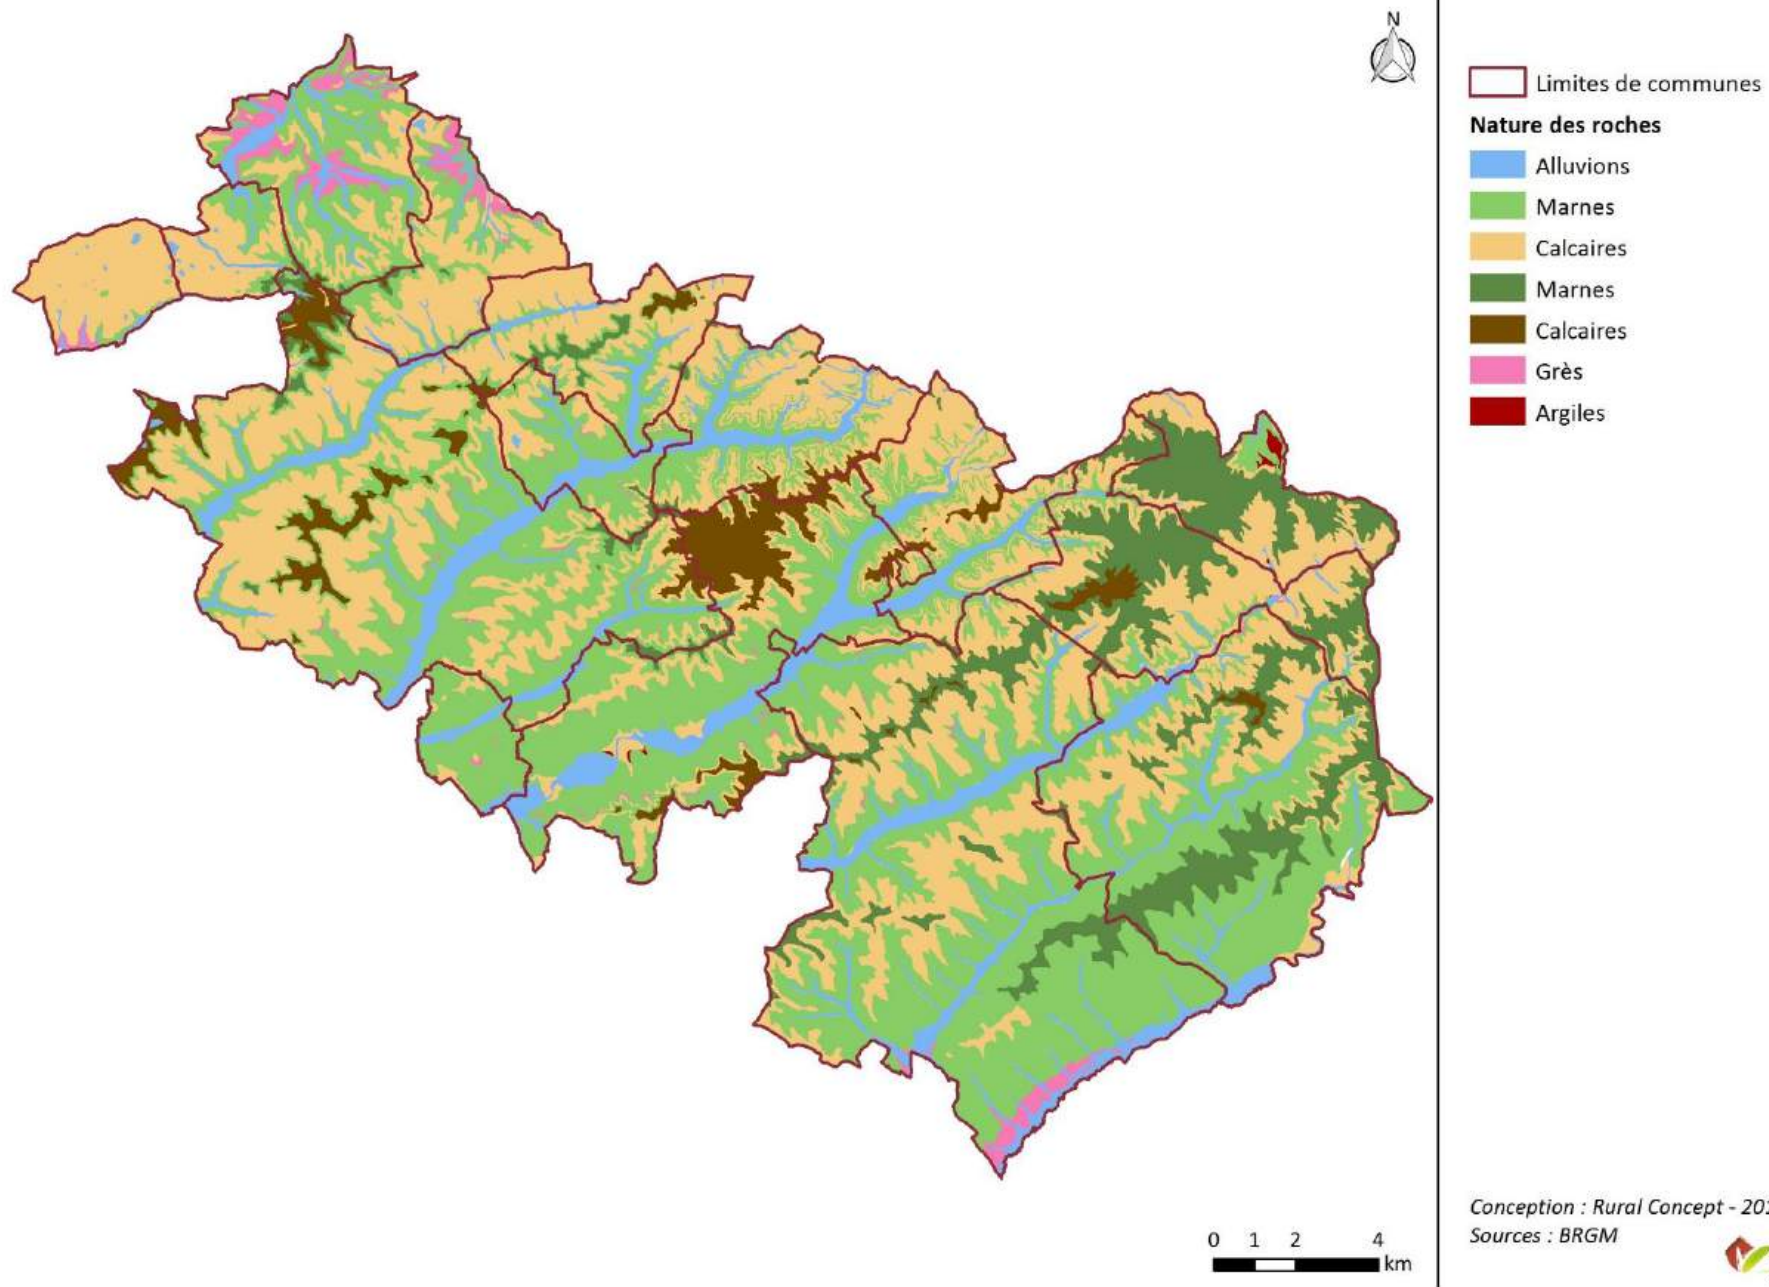 N
Limites de communes
Nature des roches
Alluvions
Marnes
Calcaires
Marnes
Calcaires
Grès
Argiles
0 1 2 4
km
Conception : Rural Concept -
Sources : BRGM